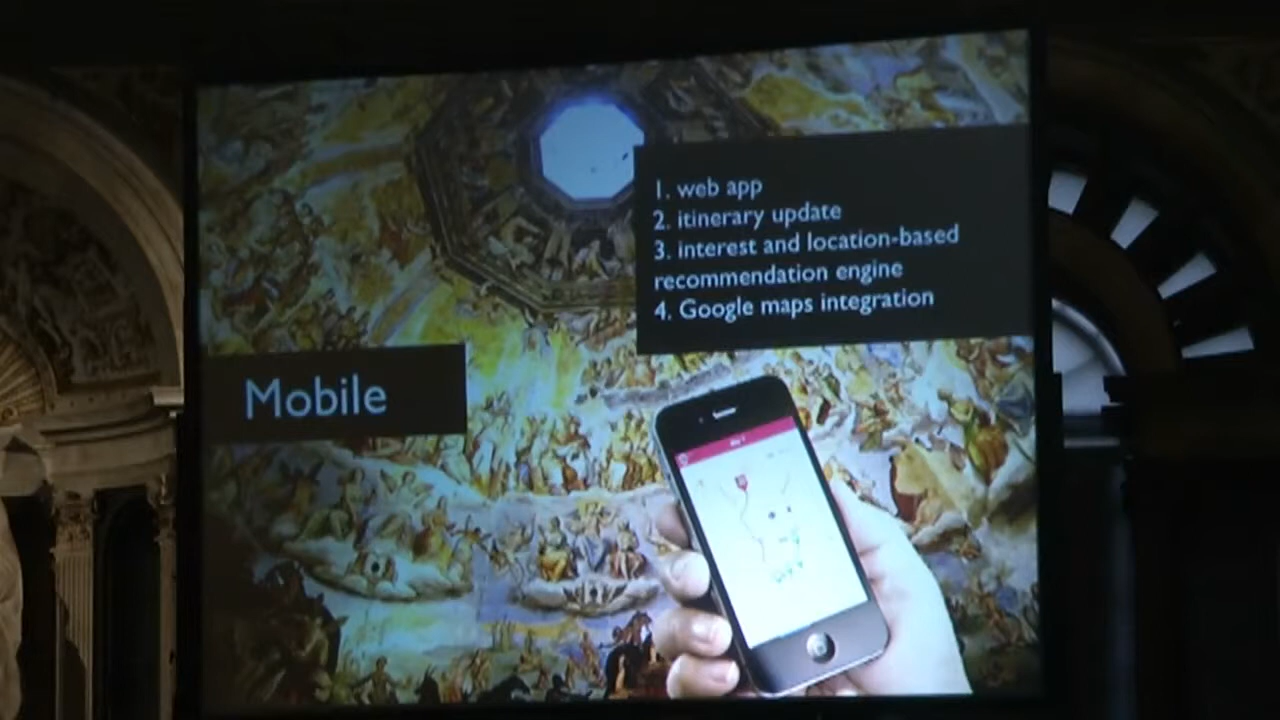 1. web app
2. itinerary update
3. interest and location-based
recommendation engine
4. Google maps integration
Mobile